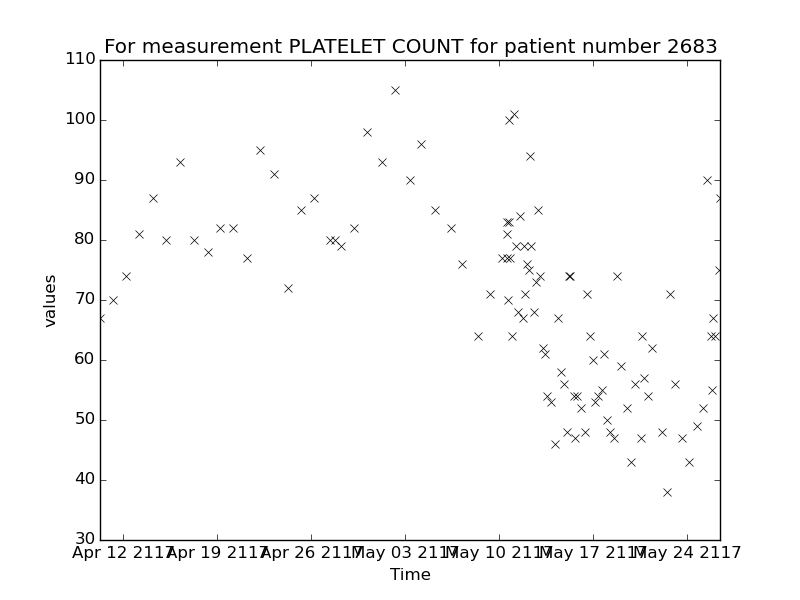 For measurement PLATELET COUNT for patient number 2683
110
100
90
80
70
60
50
40
30
values
Apr 12 2117 Apr 19 2117 Apr 26 2117 May 03 2117 May 10 2117 May 17 2117 May 24 2117
Time